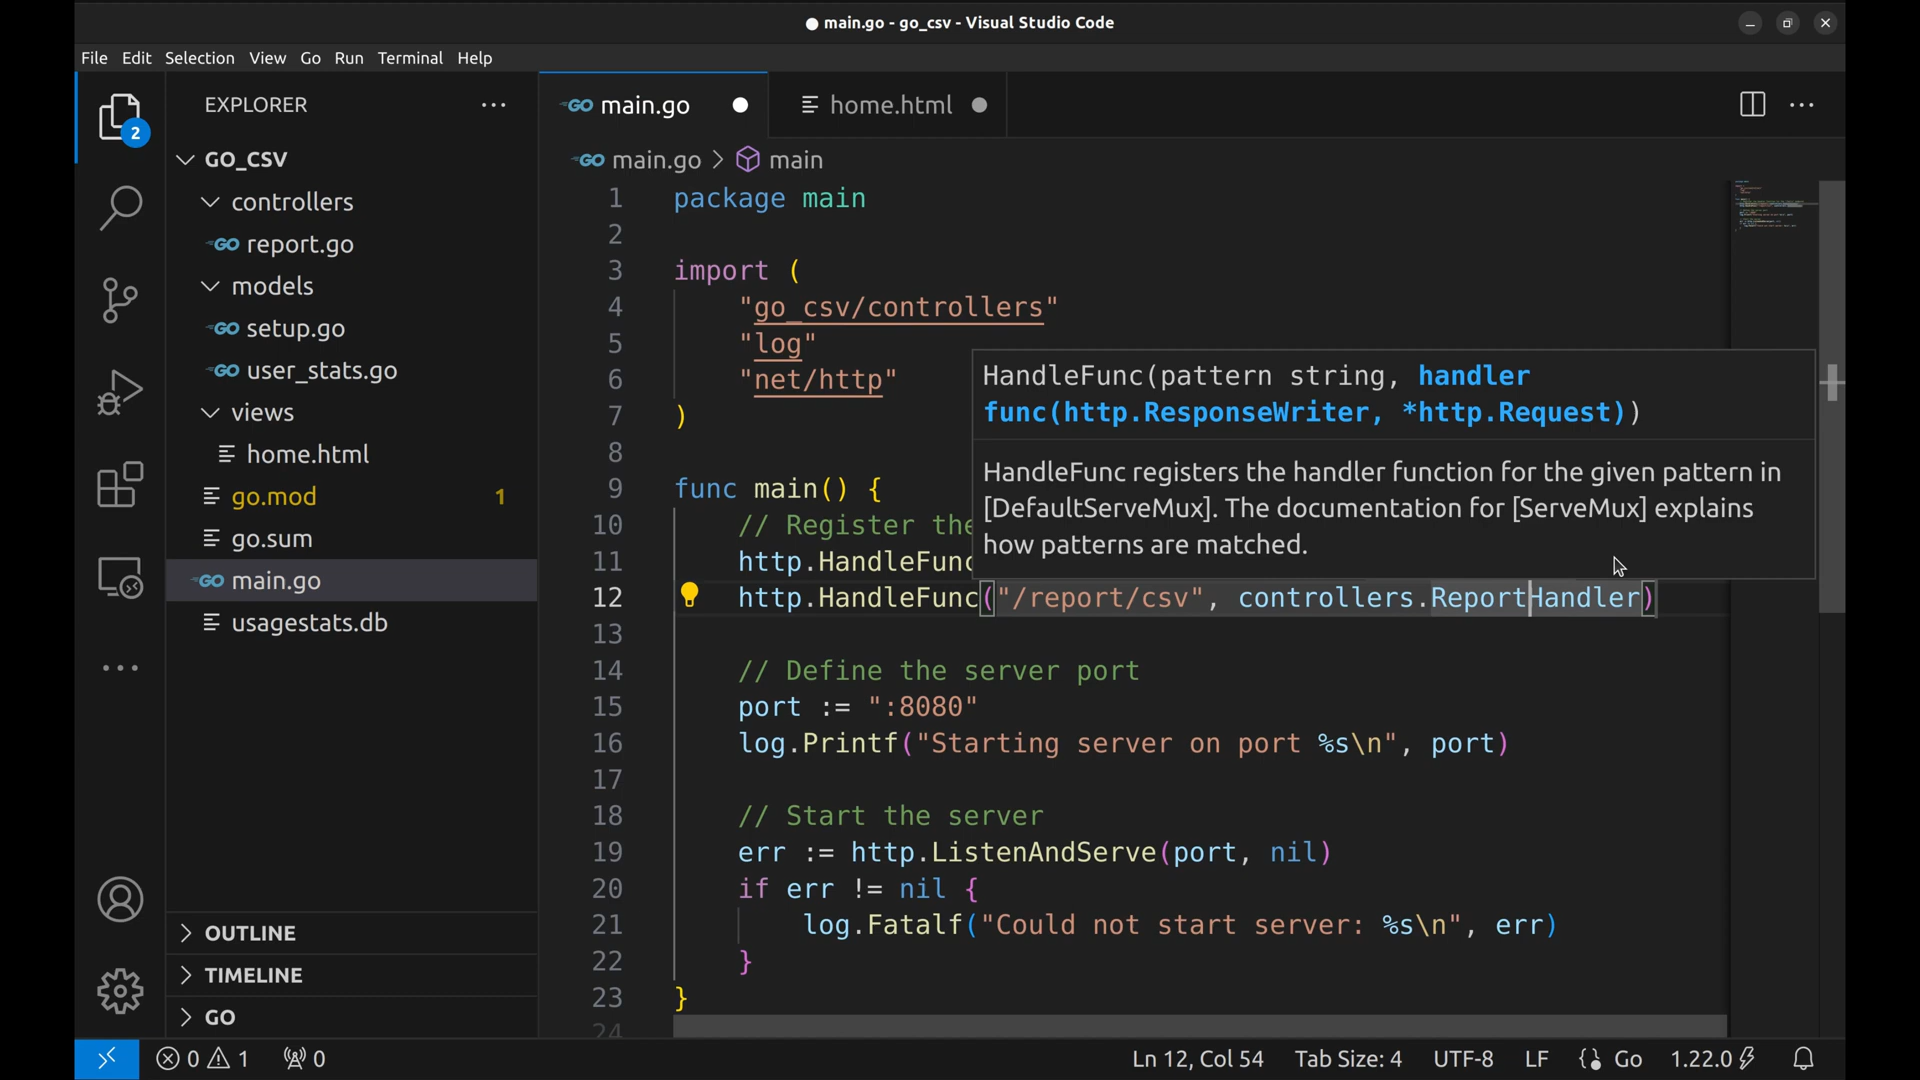 ● main.go - go_csv - Visual Studio Code
File Edit Selection View Go Run Terminal Help
2
EXPLORER
GO_CSV
controllers
GO report.go
models
GO setup.go
GO user_stats.go
views
home.html
go.mod 1
go.sum
GO main.go
usagestats.db
OUTLINE
TIMELINE
GO
GO main.go
home.html
GO main.go > main
1 package main
2
3 import (
4 "go_csv/controllers"
5 "log"
6 "net/http"
7 )
8
9 func main() {
10 // Register the
11 http.HandleFunc
12 http.HandleFunc("/report/csv", controllers.ReportHandler)
13
14 // Define the server port
15 port := ":8080"
16 log.Printf("Starting server on port %s\n", port)
17
18 // Start the server
19 err := http.ListenAndServe(port, nil)
20 if err != nil {
21 log.Fatalf("Could not start server: %s\n", err)
22 }
23 }
24
HandleFunc(pattern string, handler
func(http.ResponseWriter, *http.Request))
HandleFunc registers the handler function for the given pattern in
[DefaultServeMux]. The documentation for [ServeMux] explains
how patterns are matched.
0 1 0
Ln 12, Col 54 Tab Size: 4 UTF-8 LF Go 1.22.0